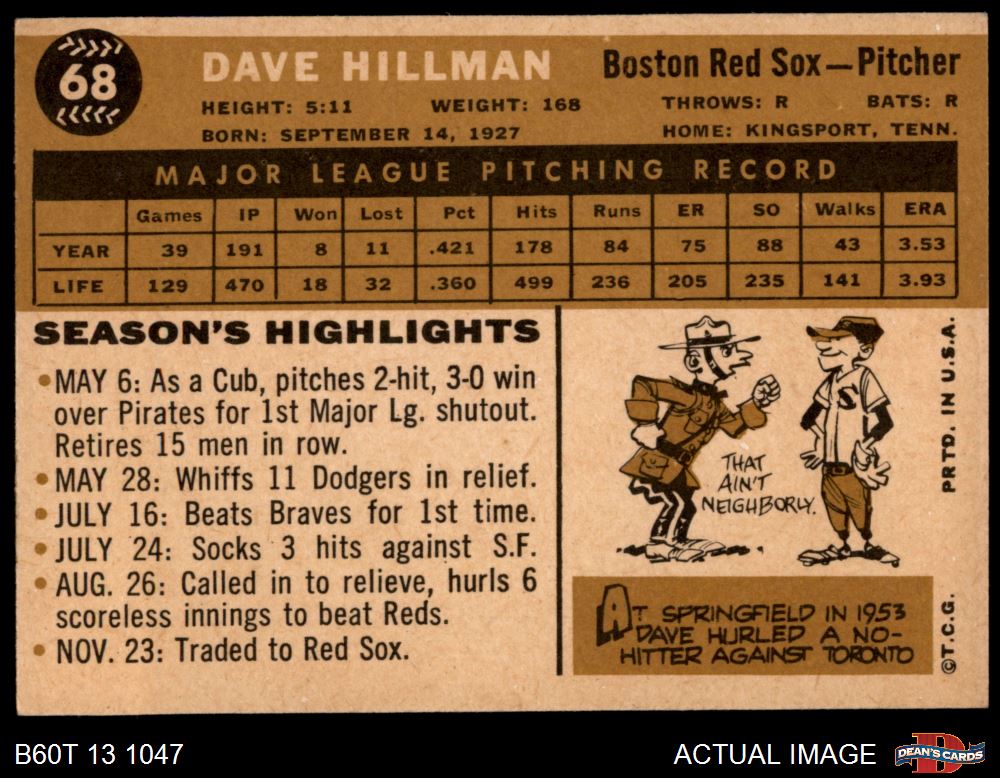 68
DAVE HILLMAN
Boston Red Sox—Pitcher
HEIGHT: 5:11 WEIGHT: 168 THROWS: R BATS: R
BORN: SEPTEMBER 14, 1927 HOME: KINGSPORT, TENN.
MAJOR LEAGUE PITCHING RECORD
Games IP Won Lost Pct Hits Runs ER SO Walks ERA
YEAR 39 191 8 11 .421 178 84 75 88 43 3.53
LIFE 129 470 18 32 .360 499 236 205 235 141 3.93
SEASON'S HIGHLIGHTS
•MAY 6: As a Cub, pitches 2-hit, 3-0 win
over Pirates for 1st Major Lg. shutout.
Retires 15 men in row.
•MAY 28: Whiffs 11 Dodgers in relief.
•JULY 16: Beats Braves for 1st time.
•JULY 24: Socks 3 hits against S.F.
•AUG. 26: Called in to relieve, hurls 6
scoreless innings to beat Reds.
•NOV. 23: Traded to Red Sox.
S
THAT
AIN'T
NEIGHBORLY.
AT SPRINGFIELD IN 1953
DAVE HURLED A NO-
HITTER AGAINST TORONTO
©T.C.G. PRTD. IN U.S.A.
B60T 13 1047
ACTUAL IMAGE
D
DEAN'S CARDS